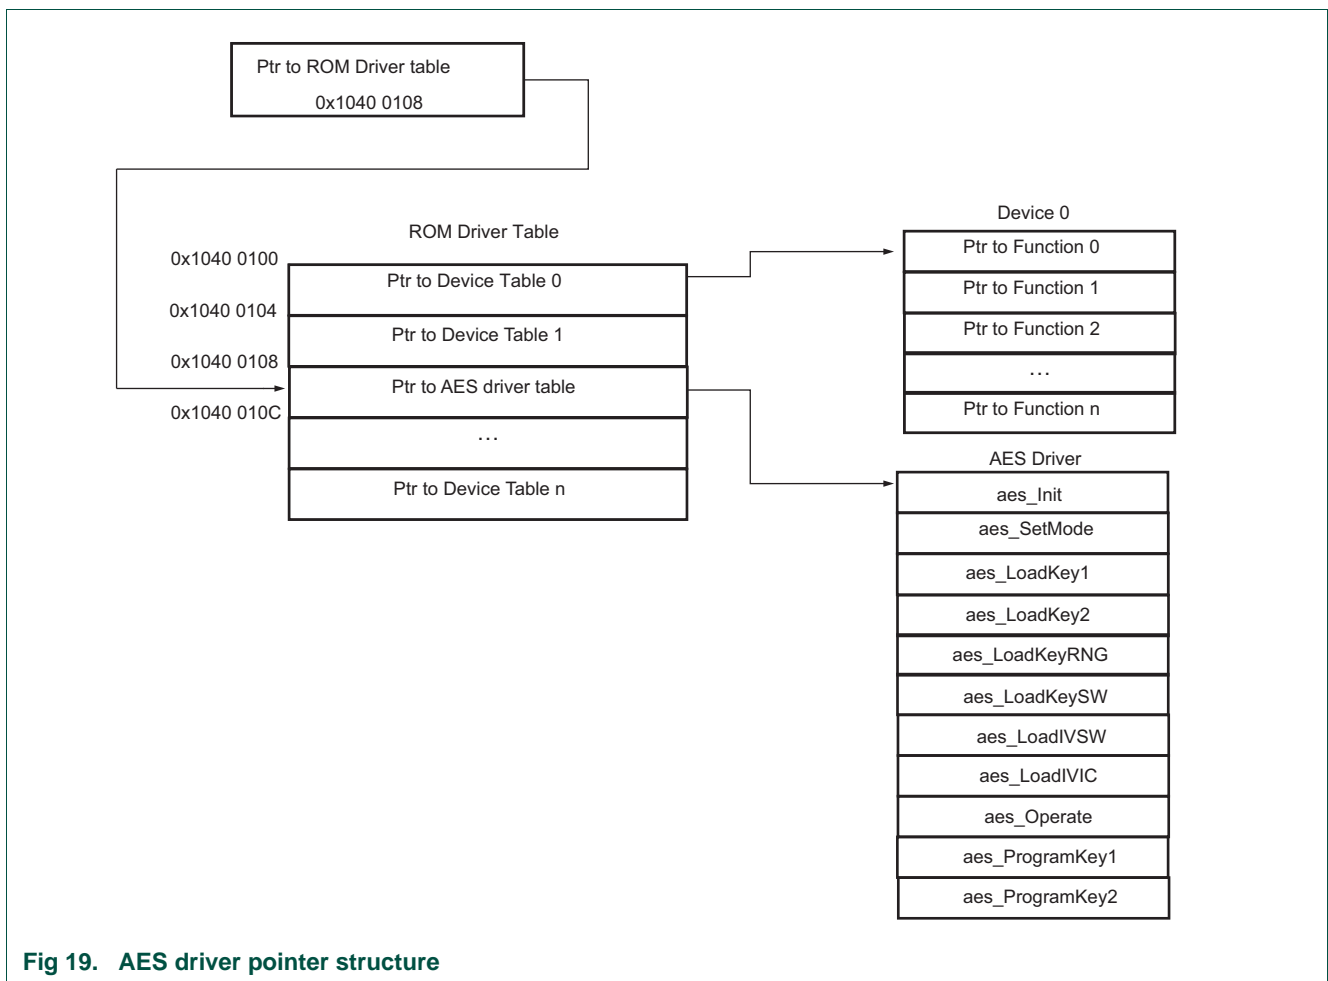 Ptr to ROM Driver table
0x1040 0108
ROM Driver Table
0x1040 0100
Ptr to Device Table 0
0x1040 0104
Ptr to Device Table 1
0x1040 0108
Ptr to AES driver table
0x1040 010C
...
Ptr to Device Table n
Device 0
Ptr to Function 0
Ptr to Function 1
Ptr to Function 2
...
Ptr to Function n
AES Driver
aes_Init
aes_SetMode
aes_LoadKey1
aes_LoadKey2
aes_LoadKeyRNG
aes_LoadKeySW
aes_LoadIVSW
aes_LoadIVIC
aes_Operate
aes_ProgramKey1
aes_ProgramKey2
Fig 19. AES driver pointer structure